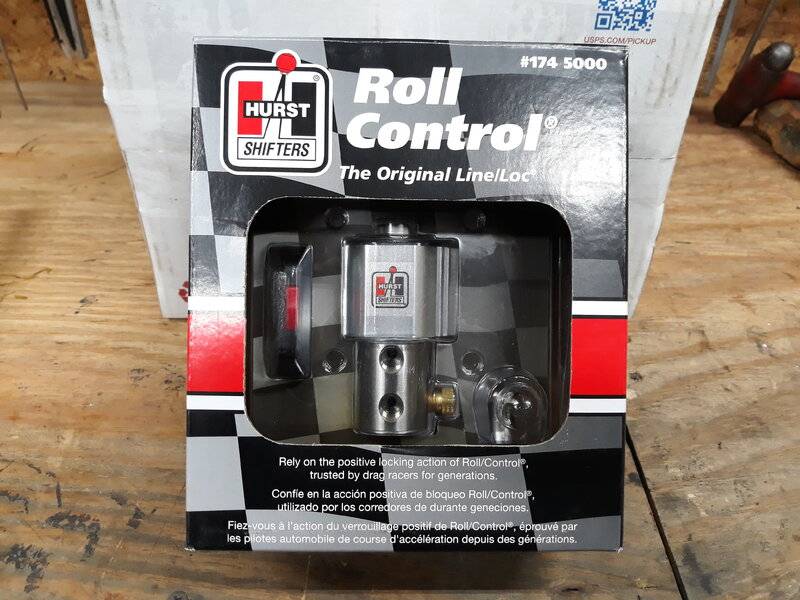 USPS.COM/PICKUP
#174 5000
HURST
SHIFTERS
®
Roll
Control®
The Original Line/Loc®
HURST
SHIFTERS
Rely on the positive locking action of Roll/Control®,
trusted by drag racers for generations.
Confíe en la acción positiva de bloqueo Roll/Control®,
utilizado por los corredores de durante geneciones.
Fiez-vous à l'action du verrouillage positif de Roll/Control®, éprouvé par
les pilotes automobile de course d'accélération depuis des générations.